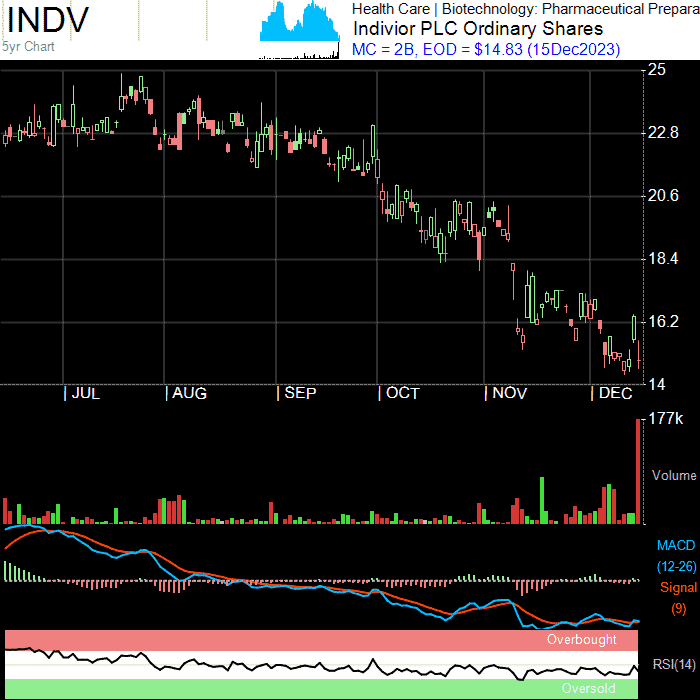 INDV
5yr Chart
Health Care | Biotechnology: Pharmaceutical Prepara
Indivior PLC Ordinary Shares
MC = 2B, EOD = $14.83 (15Dec2023)
25
22.8
20.6
18.4
16.2
14
| JUL | AUG | SEP | OCT | NOV | DEC
177k
Volume
MACD
(12-26)
Signal
(9)
Overbought
RSI(14)
Oversold